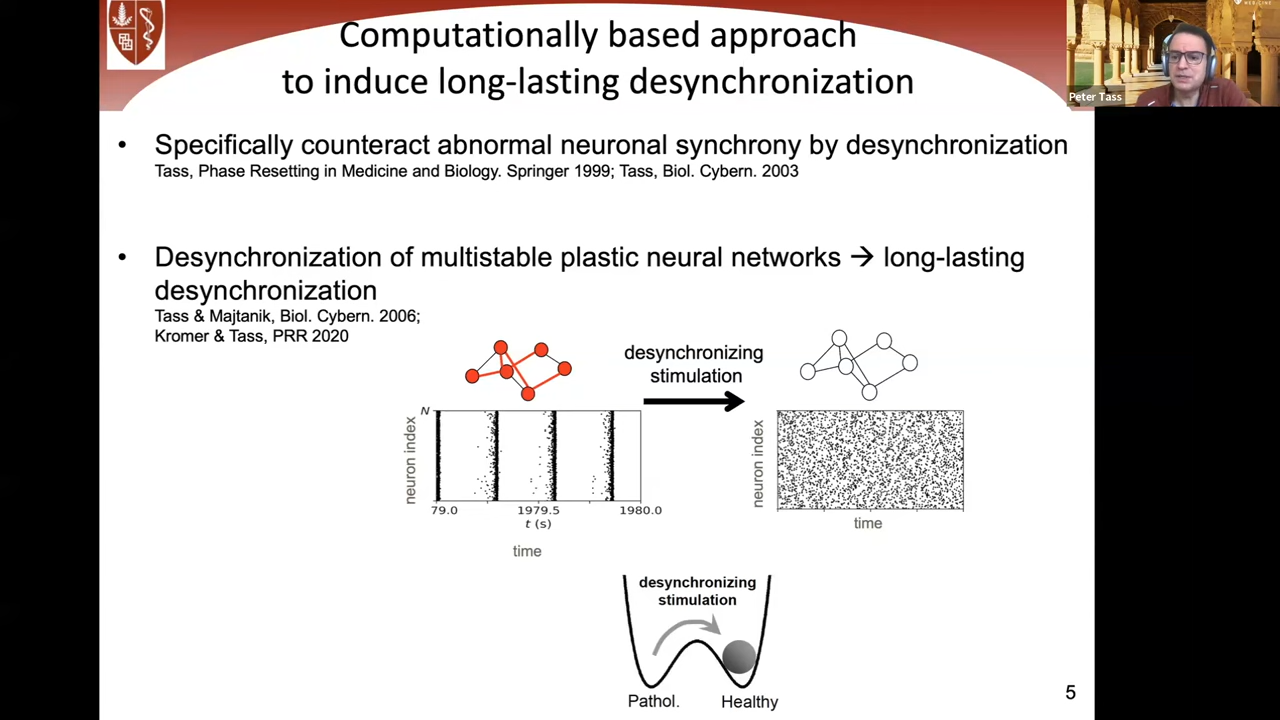 Computationally based approach
to induce long-lasting desynchronization
MEDICINE
Peter Tass
• Specifically counteract abnormal neuronal synchrony by desynchronization
Tass, Phase Resetting in Medicine and Biology. Springer 1999; Tass, Biol. Cybern. 2003
• Desynchronization of multistable plastic neural networks → long-lasting
desynchronization
Tass & Majtanik, Biol. Cybern. 2006;
Kromer & Tass, PRR 2020
desynchronizing
stimulation
N
neuron index
79.0
1979.5
1980.0
t (s)
time
neuron index
time
desynchronizing
stimulation
Pathol.
Healthy
5